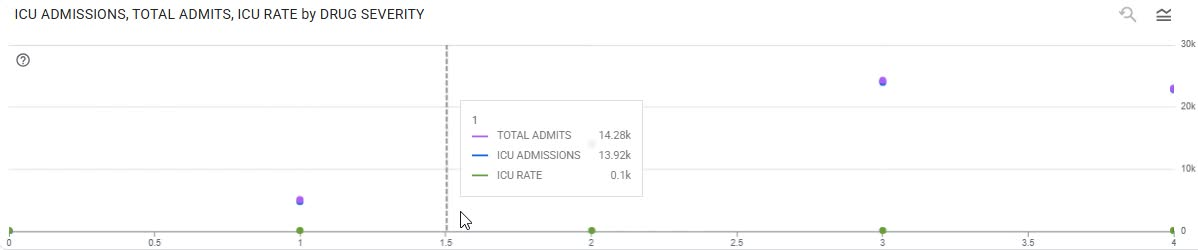 ICU ADMISSIONS, TOTAL ADMITS, ICU RATE by DRUG SEVERITY
30k
20k
10k
0
1
TOTAL ADMITS 14.28k
ICU ADMISSIONS 13.92k
ICU RATE 0.1k
0 0.5 1 1.5 2 2.5 3 3.5 4